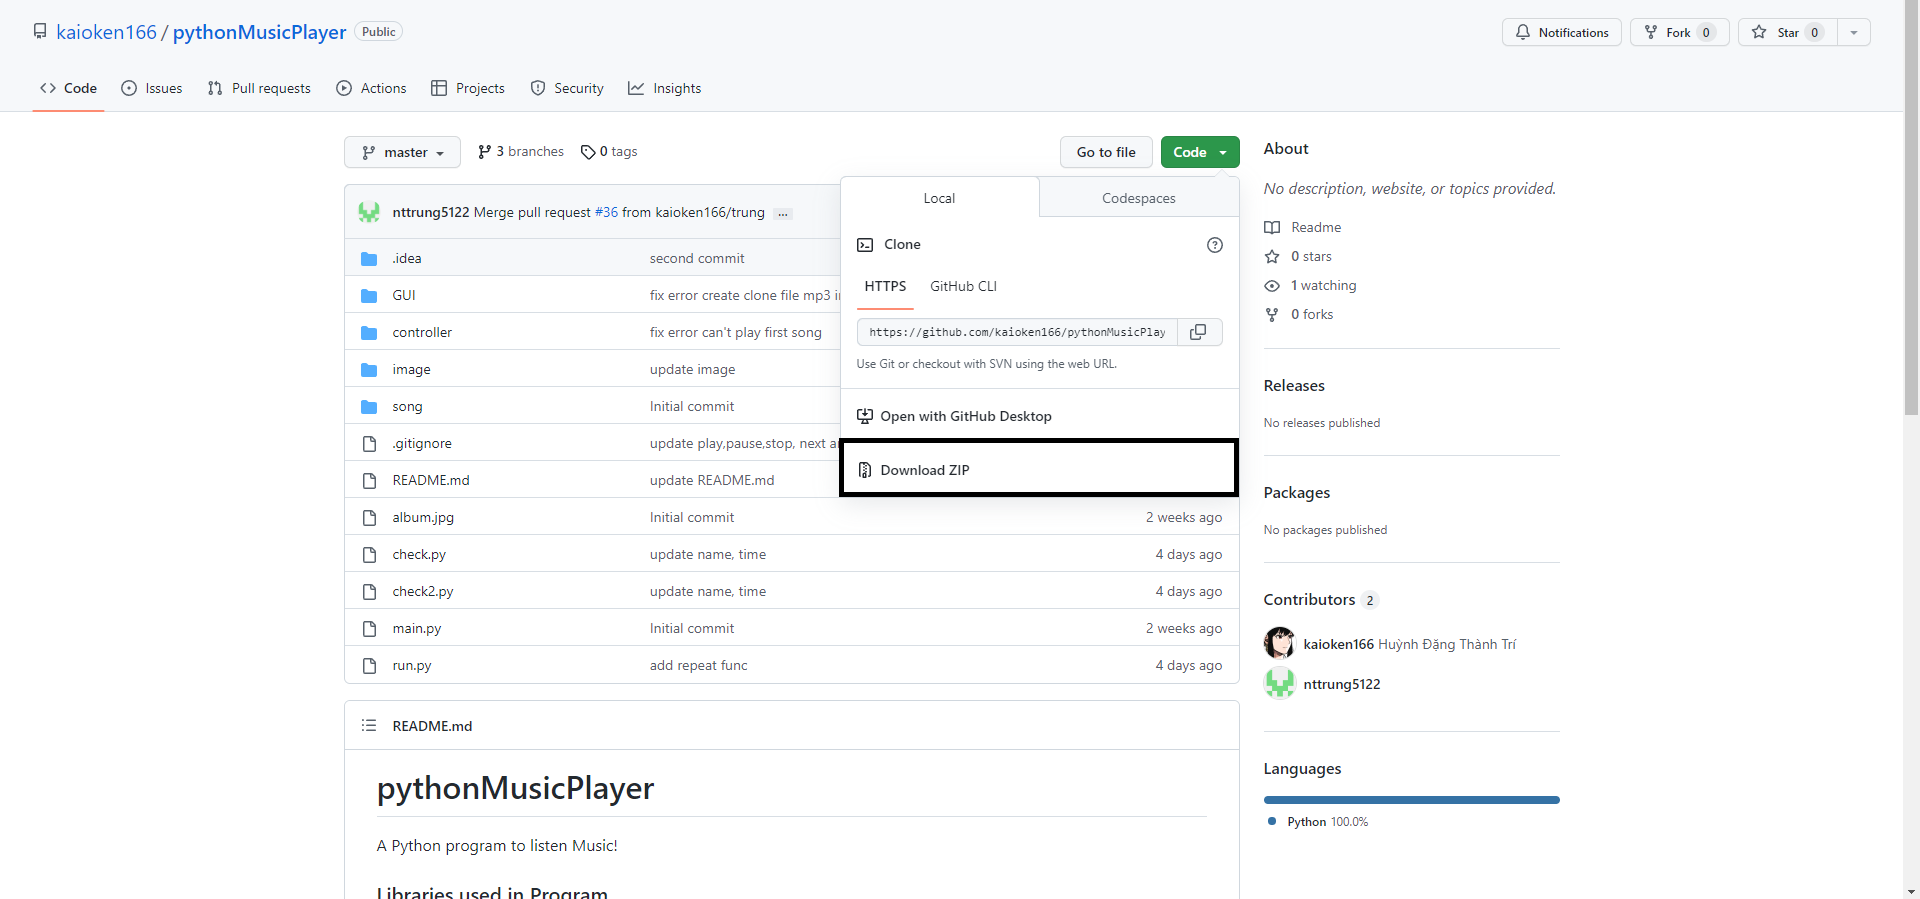 kaioken166 / pythonMusicPlayer Public
Notifications Fork 0 Star 0
Code Issues Pull requests Actions Projects Security Insights
master 3 branches 0 tags Go to file Code
nttrung5122 Merge pull request #36 from kaioken166/trung ...
.idea second commit
GUI fix error create clone file mp3 i
controller fix error can't play first song
image update image
song Initial commit
.gitignore update play,pause,stop, next a
README.md update README.md
album.jpg Initial commit 2 weeks ago
check.py update name, time 4 days ago
check2.py update name, time 4 days ago
main.py Initial commit 2 weeks ago
run.py add repeat func 4 days ago
Local Codespaces
Clone
HTTPS GitHub CLI
https://github.com/kaioken166/pythonMusicPlay
Use Git or checkout with SVN using the web URL.
Open with GitHub Desktop
Download ZIP
README.md
pythonMusicPlayer
A Python program to listen Music!
Libraries used in Program
About
No description, website, or topics provided.
Readme
0 stars
1 watching
0 forks
Releases
No releases published
Packages
No packages published
Contributors 2
kaioken166 Huỳnh Đặng Thành Trí
nttrung5122
Languages
Python 100.0%